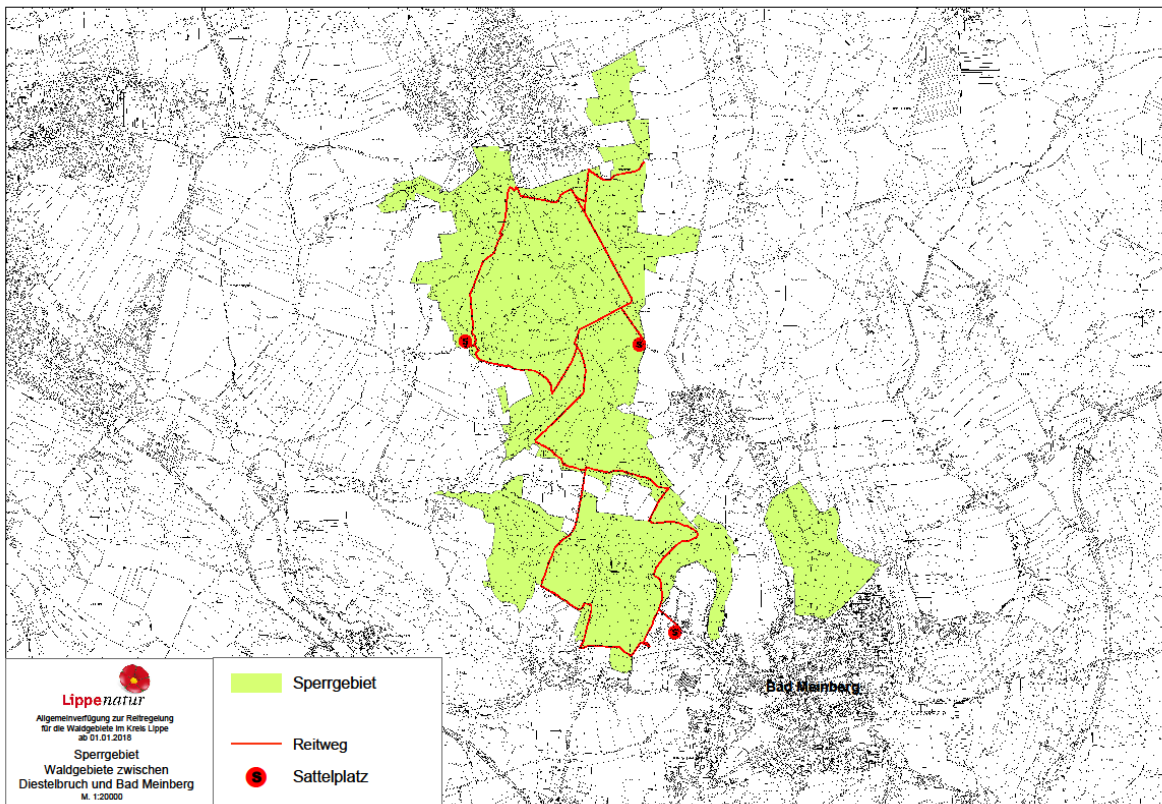 S
S
S
Bad Meinberg
Lippenatur
Allgemeinverfügung zur Reitregelung
für die Waldgebiete im Kreis Lippe
ab 01.01.2018
Sperrgebiet
Waldgebiete zwischen
Diestelbruch und Bad Meinberg
M. 1:20000
Sperrgebiet
Reitweg
S Sattelplatz